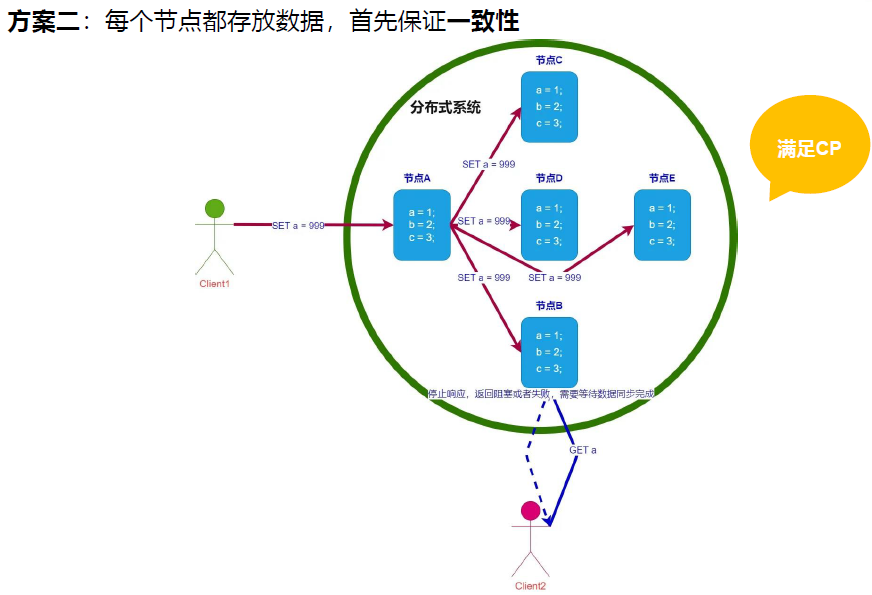 方案二：每个节点都存放数据，首先保证一致性
节点C
a = 1;
b = 2;
c = 3;
分布式系统
满足CP
SET a = 999
节点A
节点D
节点E
a = 1;
b = 2;
c = 3;
a = 1;
b = 2;
c = 3;
a = 1;
b = 2;
c = 3;
SET a = 999
SET a = 999
Client1
SET a = 999
SET a = 999
节点B
a = 1;
b = 2;
c = 3;
停止响应，返回阻塞或者失败，需要等待数据同步完成
GET a
Client2